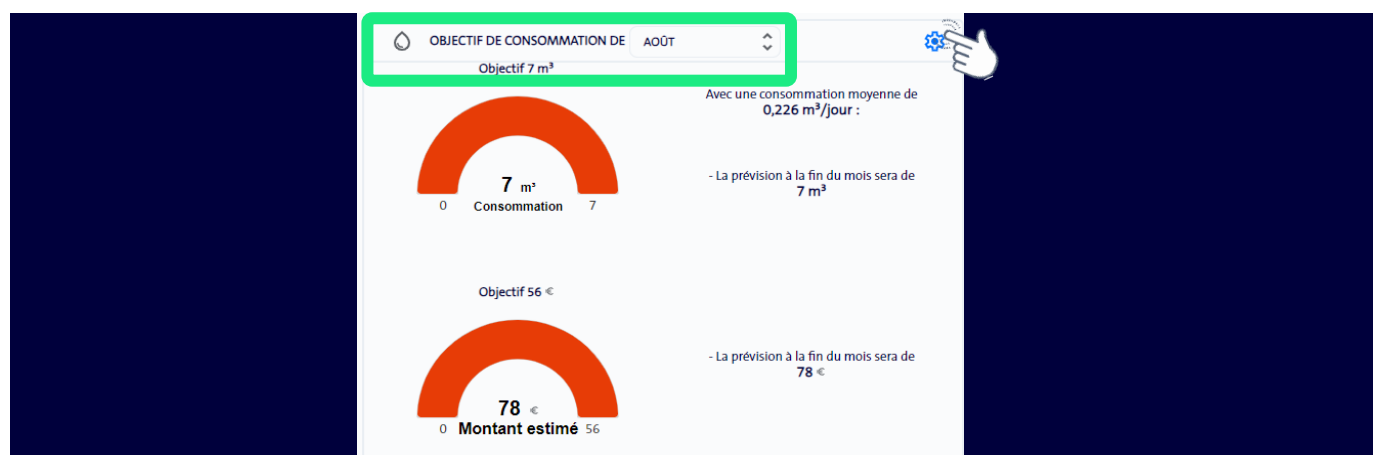 OBJECTIF DE CONSOMMATION DE AOÛT
Objectif 7 m³
Avec une consommation moyenne de
0,226 m³/jour :
7 m³
0 Consommation 7
- La prévision à la fin du mois sera de
7 m³
Objectif 56 €
78 €
0 Montant estimé 56
- La prévision à la fin du mois sera de
78 €